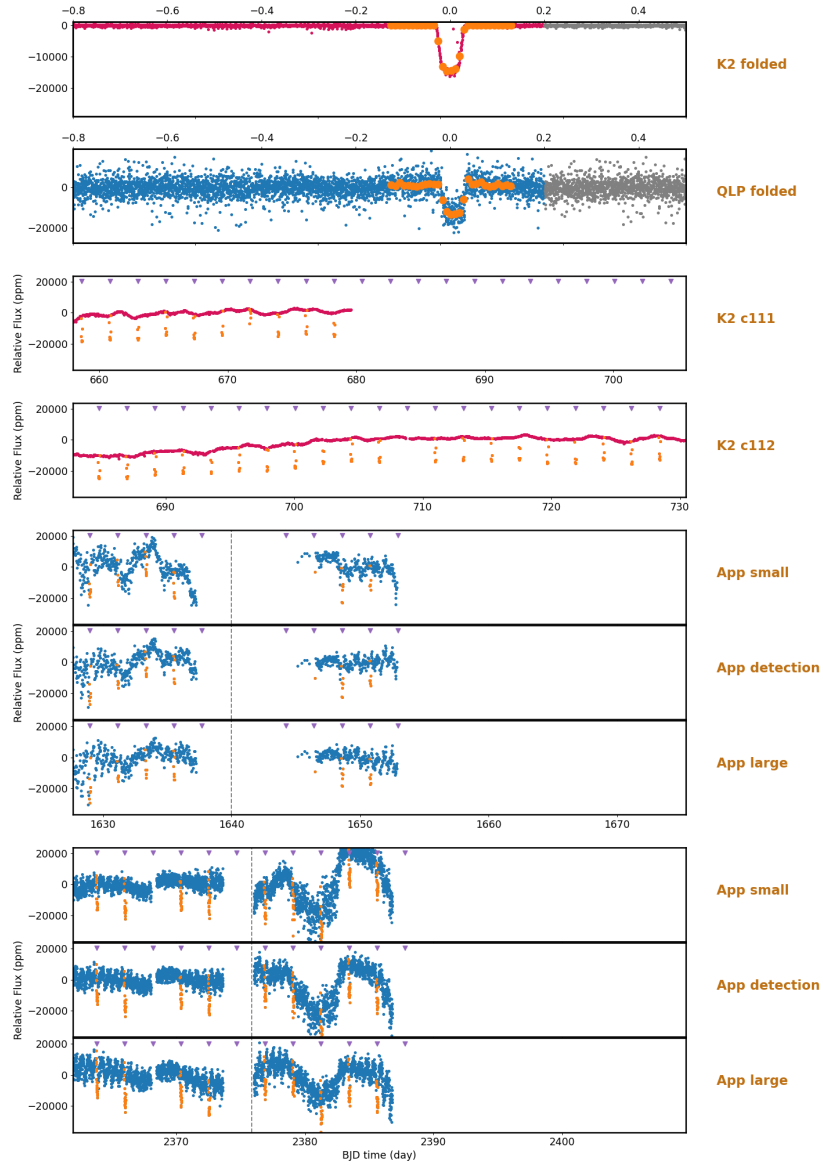 −0.8 −0.6 −0.4 −0.2 0.0 0.2 0.4
0
−10000
−20000
K2 folded
−0.8 −0.6 −0.4 −0.2 0.0 0.2 0.4
0
−20000
QLP folded
Relative Flux (ppm)
20000
0
−20000
K2 c111
660 670 680 690 700
Relative Flux (ppm)
20000
0
−20000
K2 c112
690 700 710 720 730
Relative Flux (ppm)
20000
0
−20000
App small
20000
0
−20000
App detection
20000
0
−20000
App large
1630 1640 1650 1660 1670
Relative Flux (ppm)
20000
0
−20000
App small
20000
0
−20000
App detection
20000
0
−20000
App large
2370 2380 2390 2400
BJD time (day)